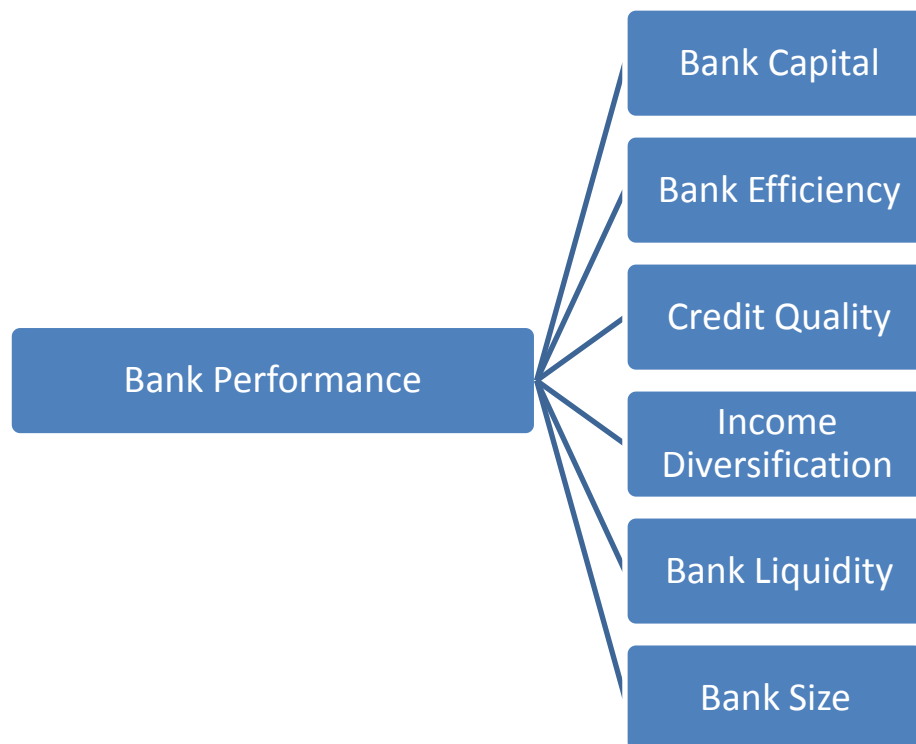 Bank Capital
Bank Efficiency
Credit Quality
Bank Performance
Income
Diversification
Bank Liquidity
Bank Size